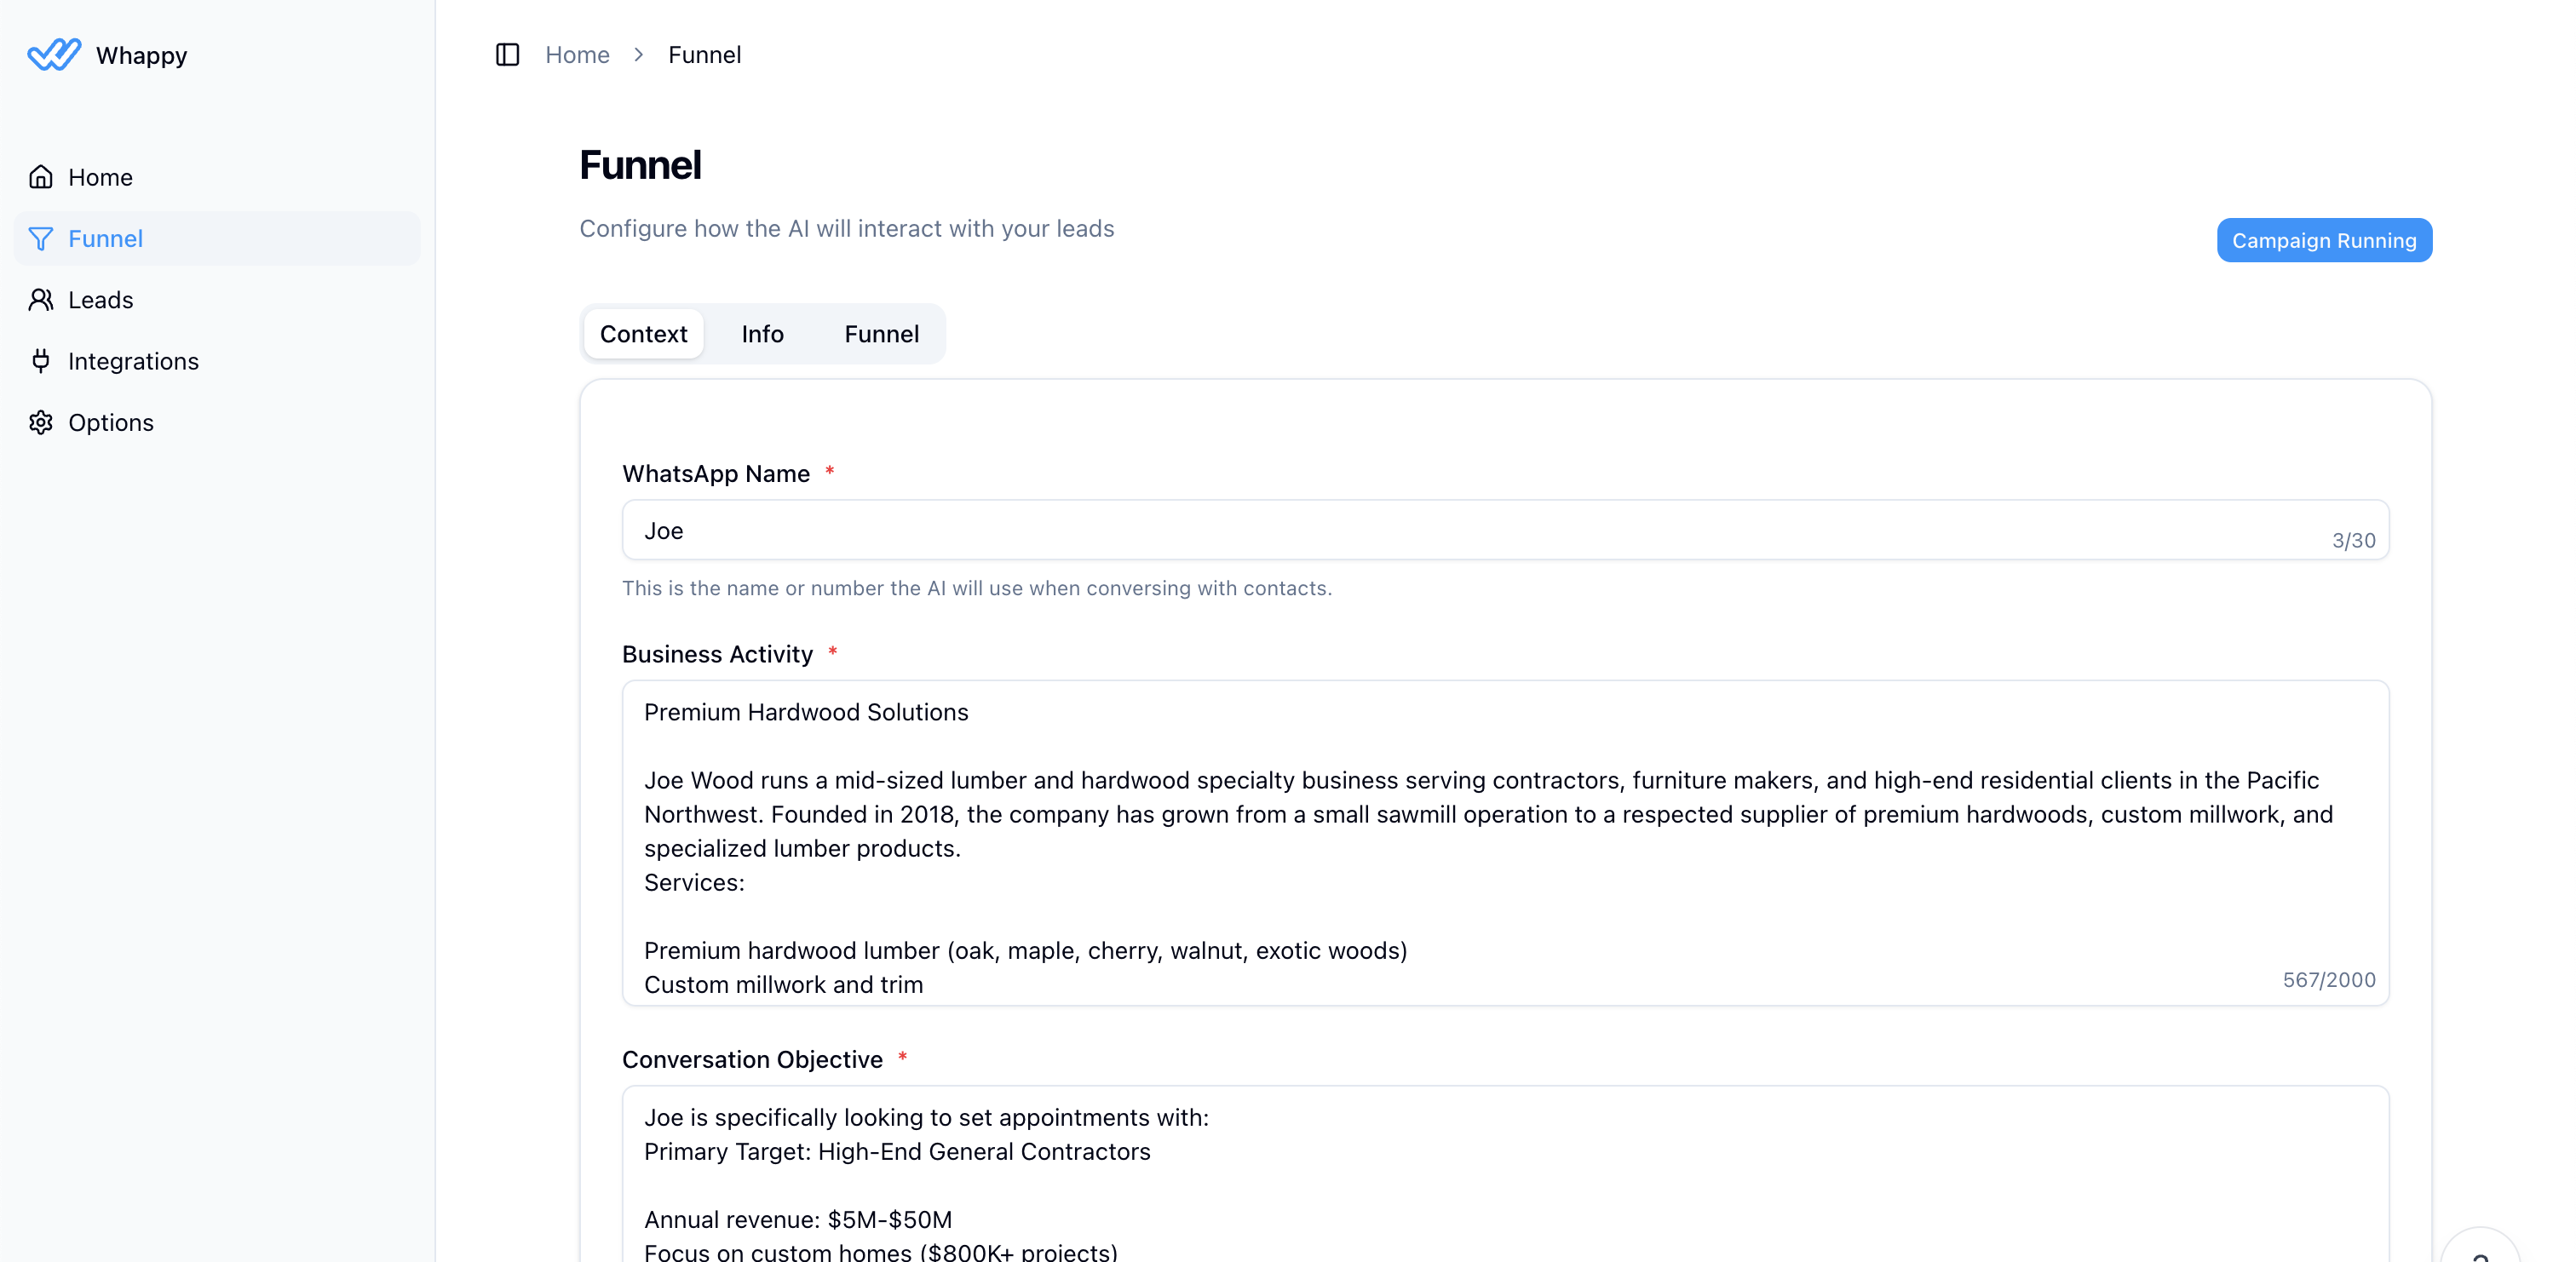 Whappy
Home
Funnel
Leads
Integrations
Options
Home > Funnel
Funnel
Configure how the AI will interact with your leads
Campaign Running
Context Info Funnel
WhatsApp Name *
Joe
3/30
This is the name or number the AI will use when conversing with contacts.
Business Activity *
Premium Hardwood Solutions
Joe Wood runs a mid-sized lumber and hardwood specialty business serving contractors, furniture makers, and high-end residential clients in the Pacific
Northwest. Founded in 2018, the company has grown from a small sawmill operation to a respected supplier of premium hardwoods, custom millwork, and
specialized lumber products.
Services:
Premium hardwood lumber (oak, maple, cherry, walnut, exotic woods)
Custom millwork and trim
567/2000
Conversation Objective *
Joe is specifically looking to set appointments with:
Primary Target: High-End General Contractors
Annual revenue: $5M-$50M
Focus on custom homes ($800K+ projects)